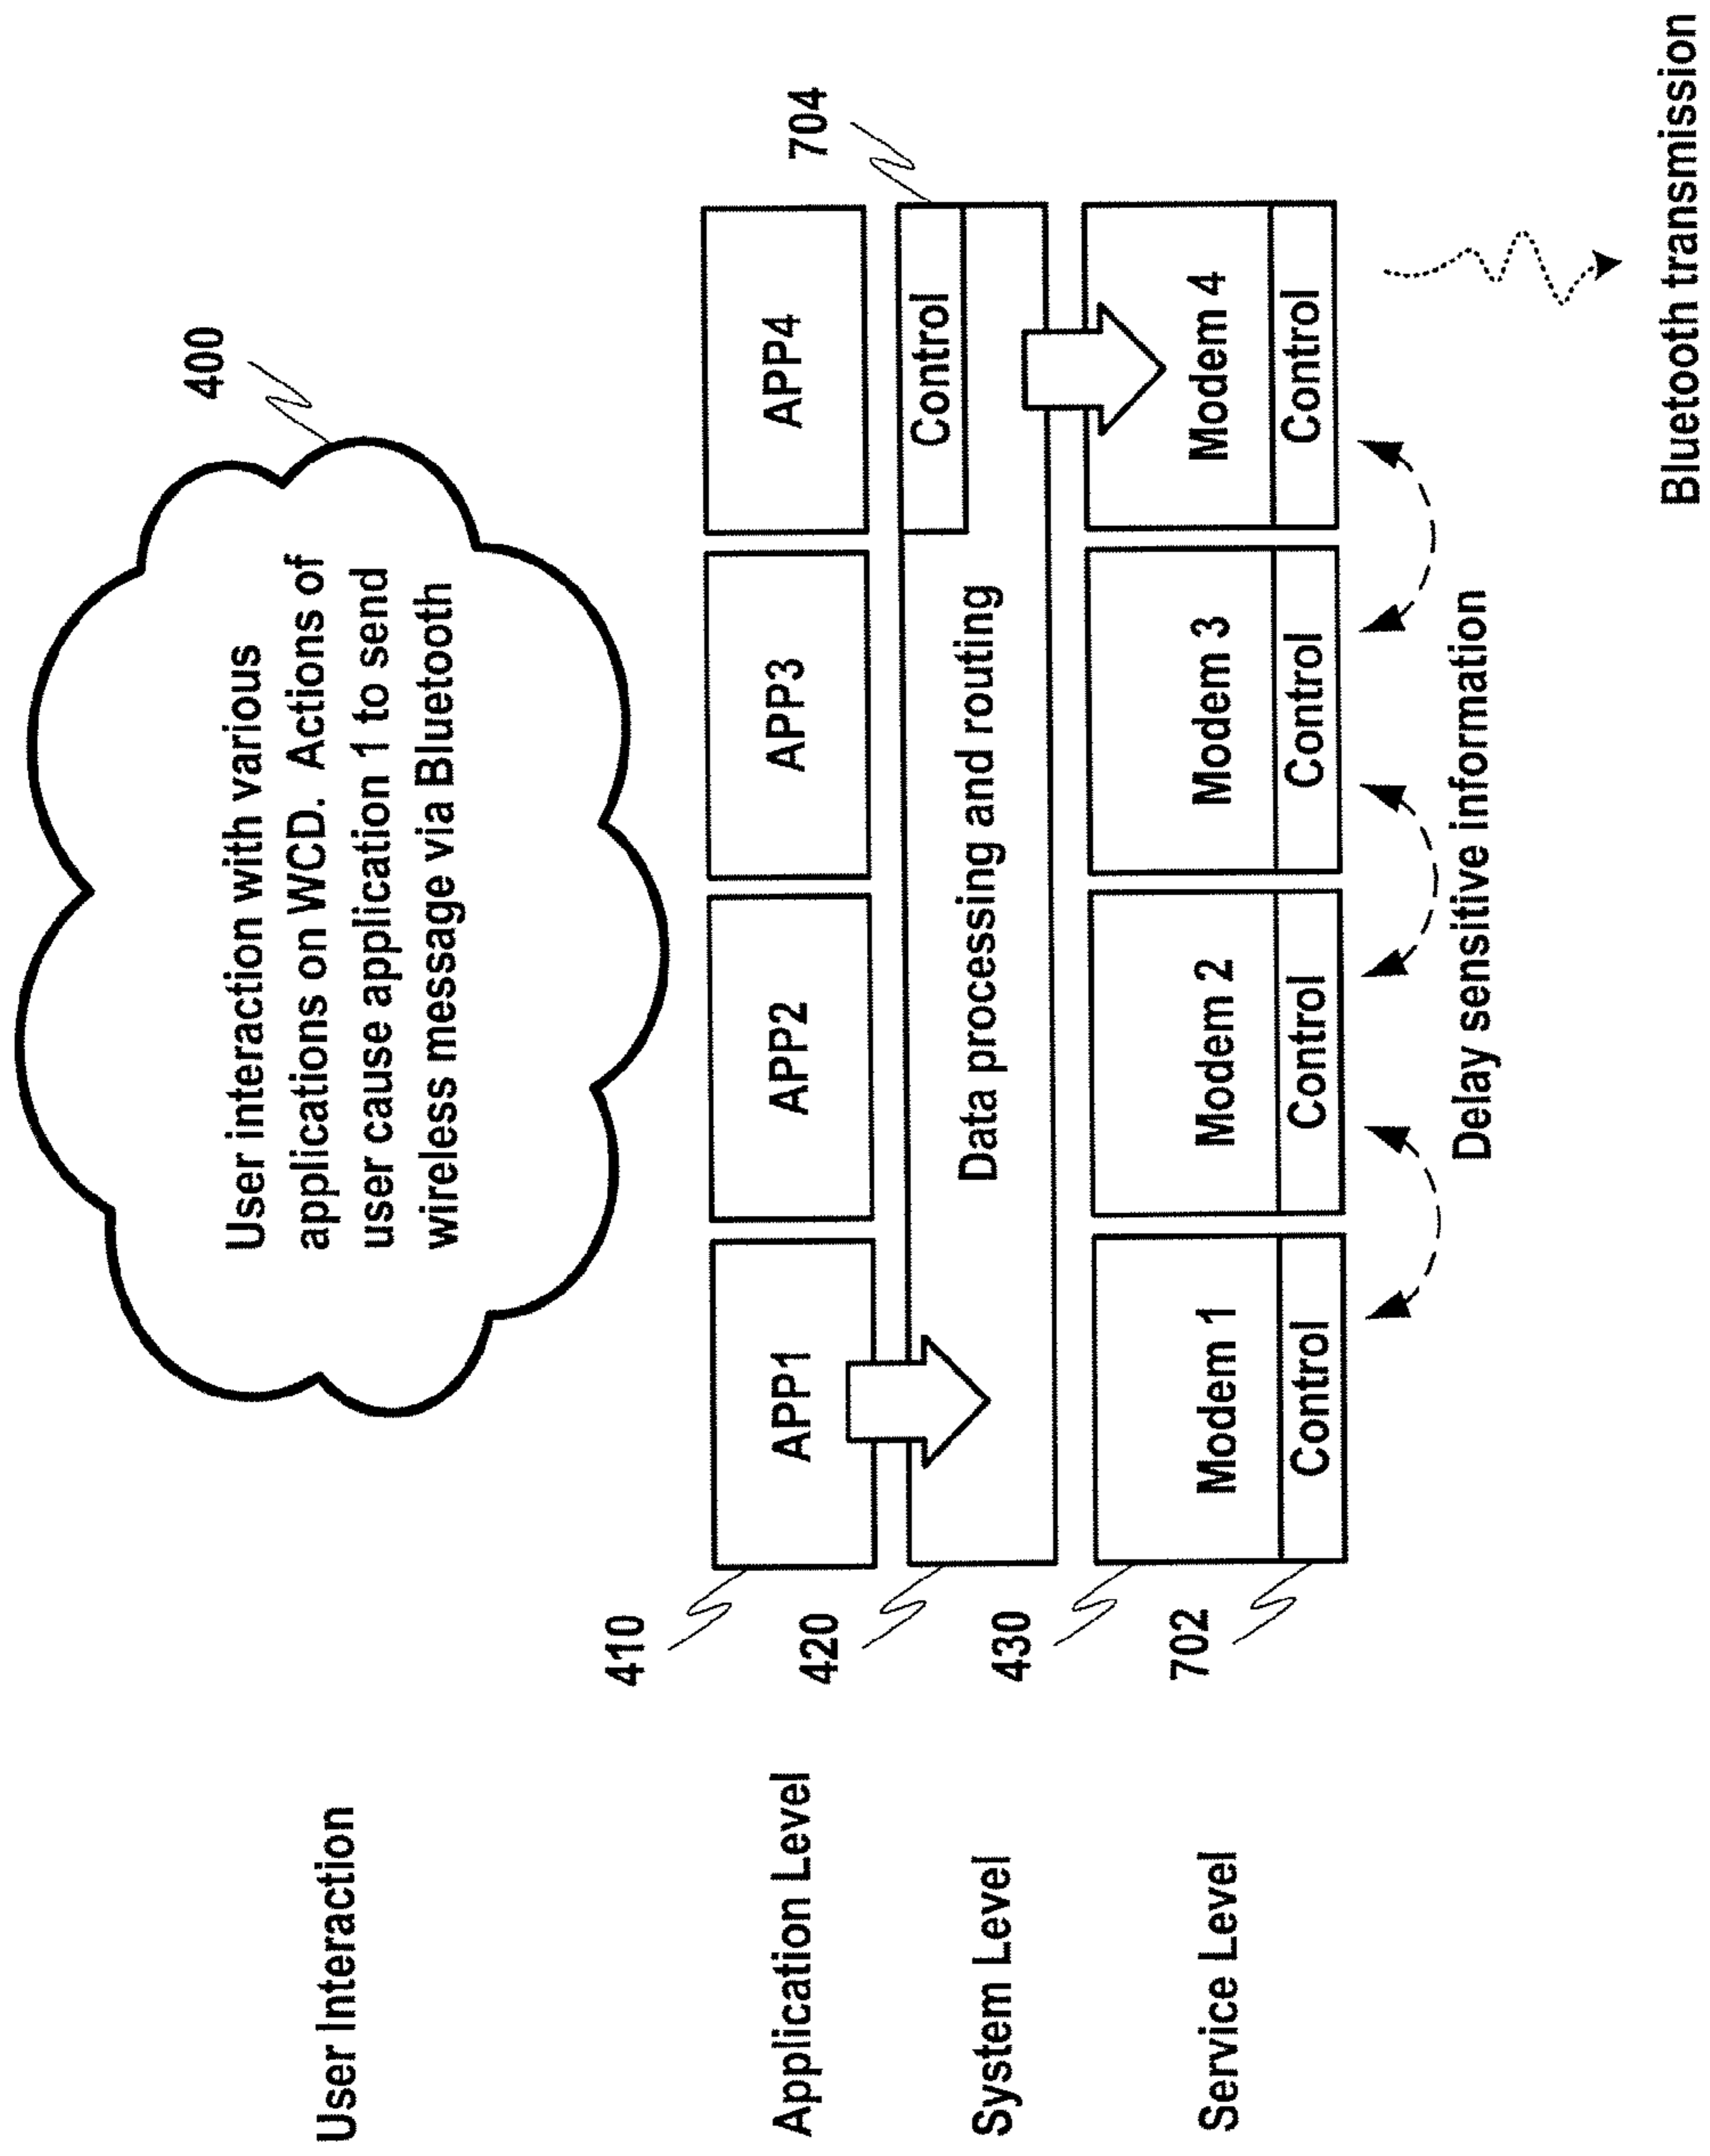 User Interaction
400
User interaction with various
applications on WCD. Actions of
user cause application 1 to send
wireless message via Bluetooth
Application Level
410
APP1
APP2
APP3
APP4
704
System Level
420
Data processing and routing
Control
Service Level
430
Modem 1
Modem 2
Modem 3
Modem 4
702
Control
Control
Control
Control
Delay sensitive information
Bluetooth transmission